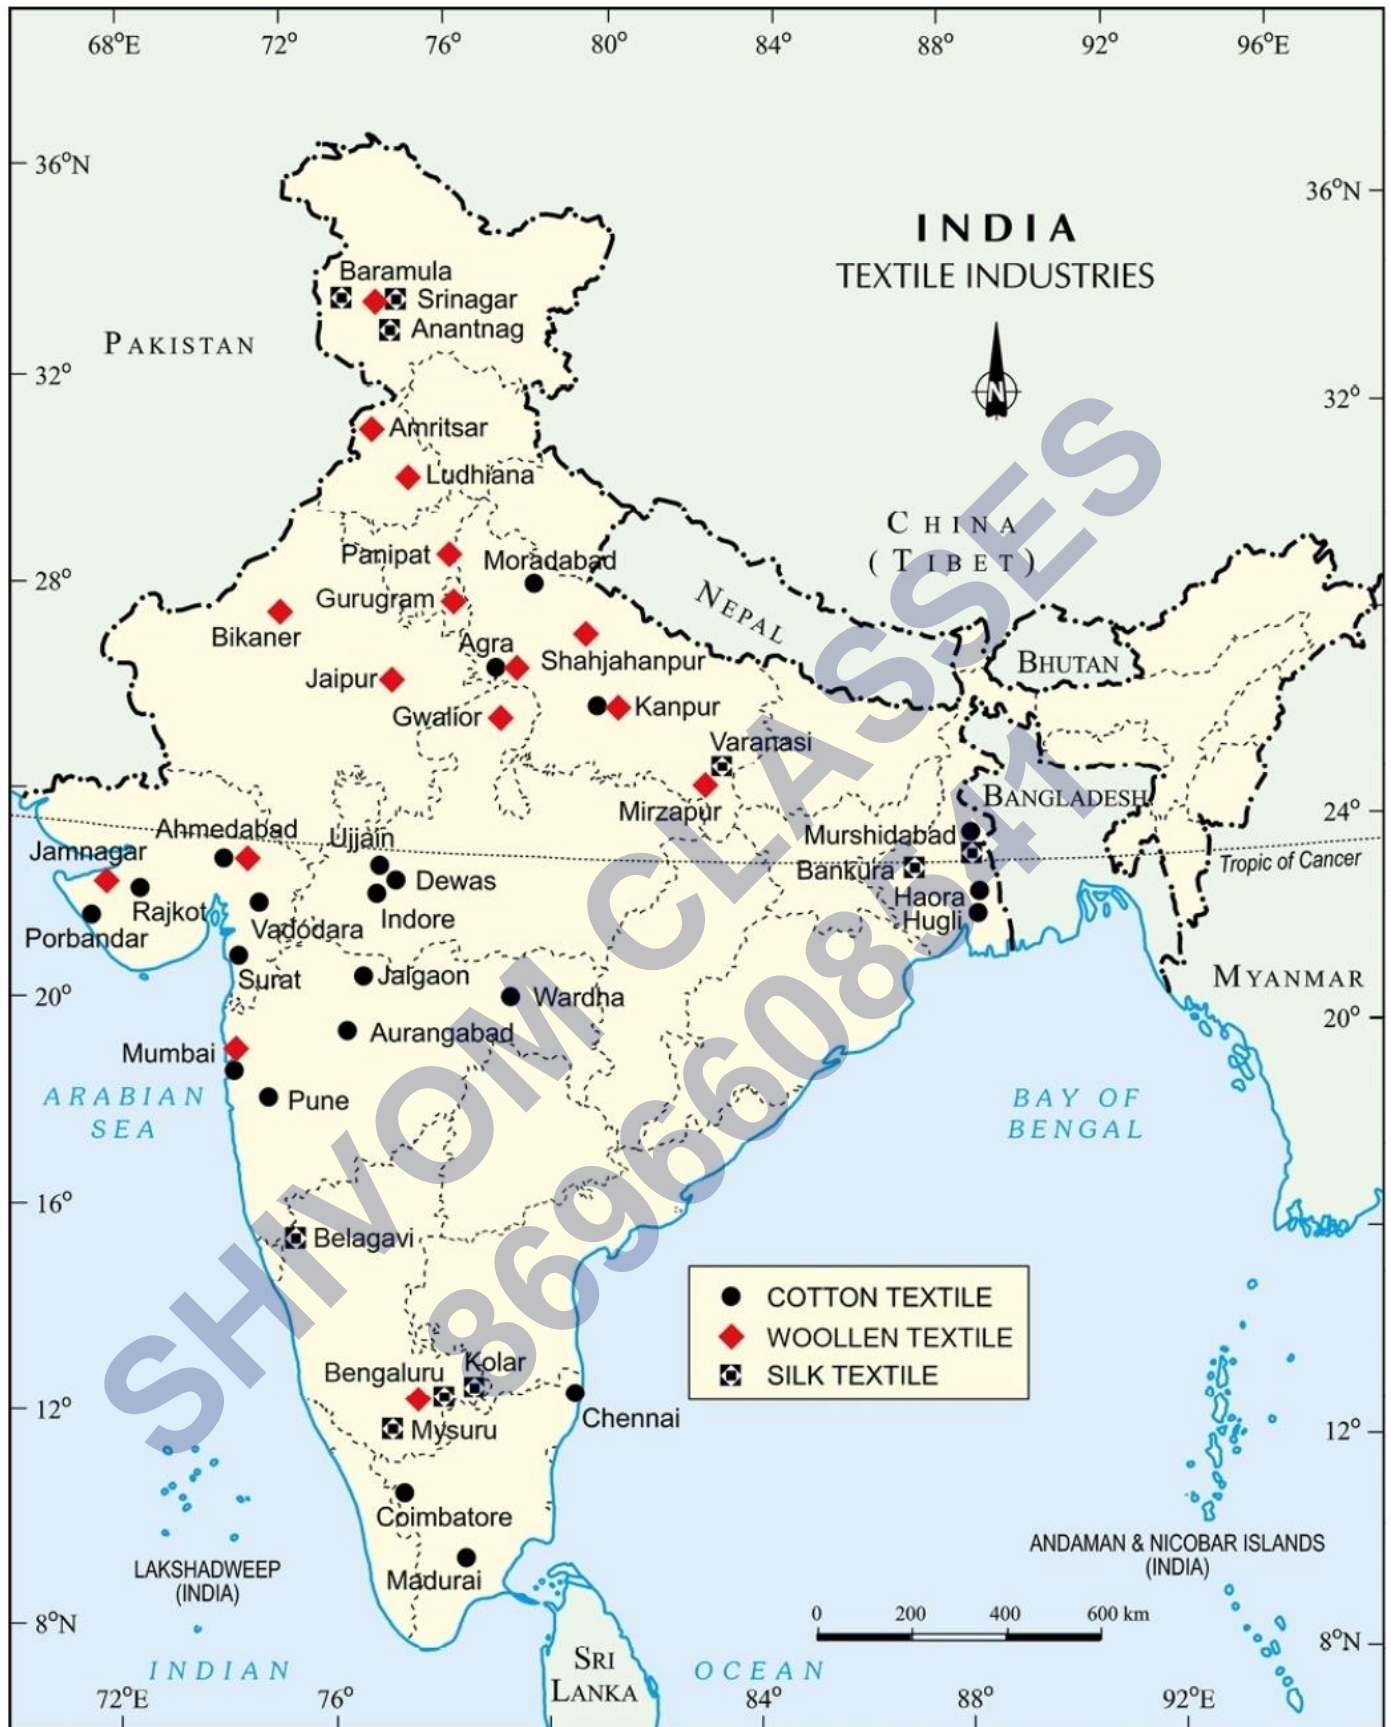 68°E 72° 76° 80° 84° 88° 92° 96°E
36°N
36°N
INDIA
TEXTILE INDUSTRIES
Baramula
Srinagar
Anantnag
PAKISTAN
32°
32°
N
Amritsar
Ludhiana
CHINA
(TIBET)
Panipat
Moradabad
28°
Gurugram
NEPAL
Bikaner
Agra
Shahjahanpur
BHUTAN
Jaipur
Kanpur
Gwalior
Varanasi
Mirzapur
BANGLADESH
24°
Ahmedabad
Ujjain
Murshidabad
Jamnagar
Tropic of Cancer
Bankura
Dewas
Haora
Rajkot
Indore
Hugli
Vadodara
Porbandar
Surat
Jalgaon
MYANMAR
20°
Wardha
20°
Aurangabad
Mumbai
Pune
ARABIAN
SEA
BAY OF
BENGAL
16°
Belagavi
COTTON TEXTILE
WOOLLEN TEXTILE
SILK TEXTILE
Kolar
Bengaluru
12°
Chennai
Mysuru
12°
Coimbatore
Madurai
LAKSHADWEEP
(INDIA)
ANDAMAN & NICOBAR ISLANDS
(INDIA)
0 200 400 600 km
8°N
8°N
SRI
LANKA
INDIAN OCEAN
72°E 76° 84° 88° 92°E
SHIVOM CLASSES
8696608541